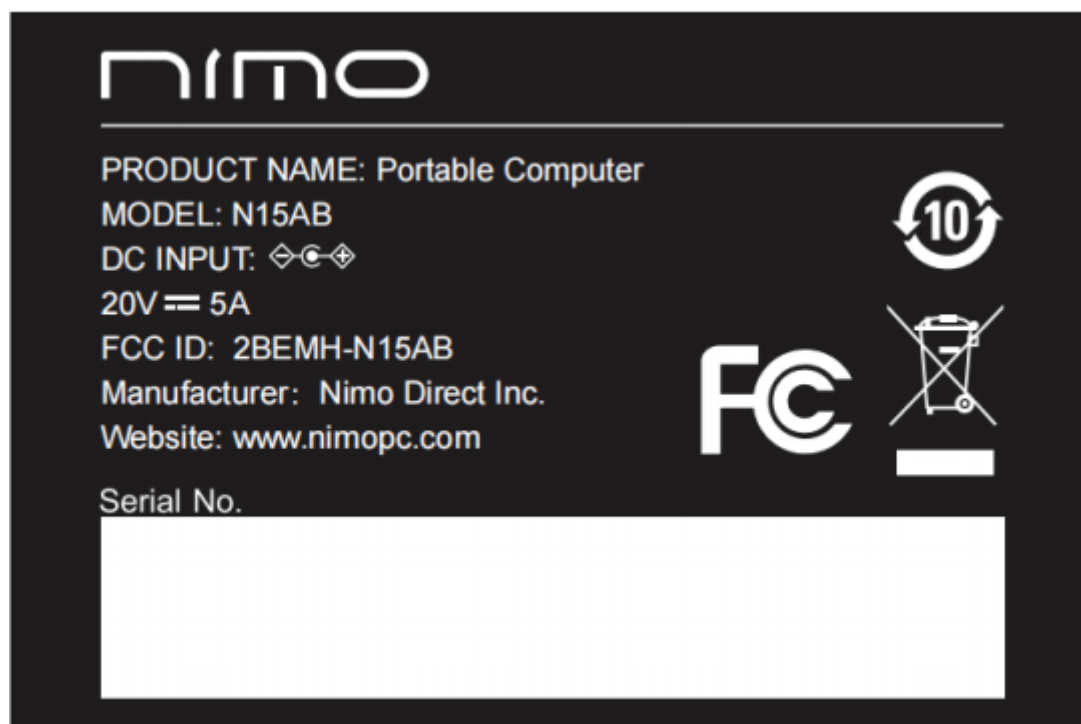 nimo
PRODUCT NAME: Portable Computer
MODEL: N15AB
DC INPUT:
20V ⎓ 5A
FCC ID:  2BEMH-N15AB
Manufacturer： Nimo Direct Inc.
Website: www.nimopc.com
10
FC
Serial No.